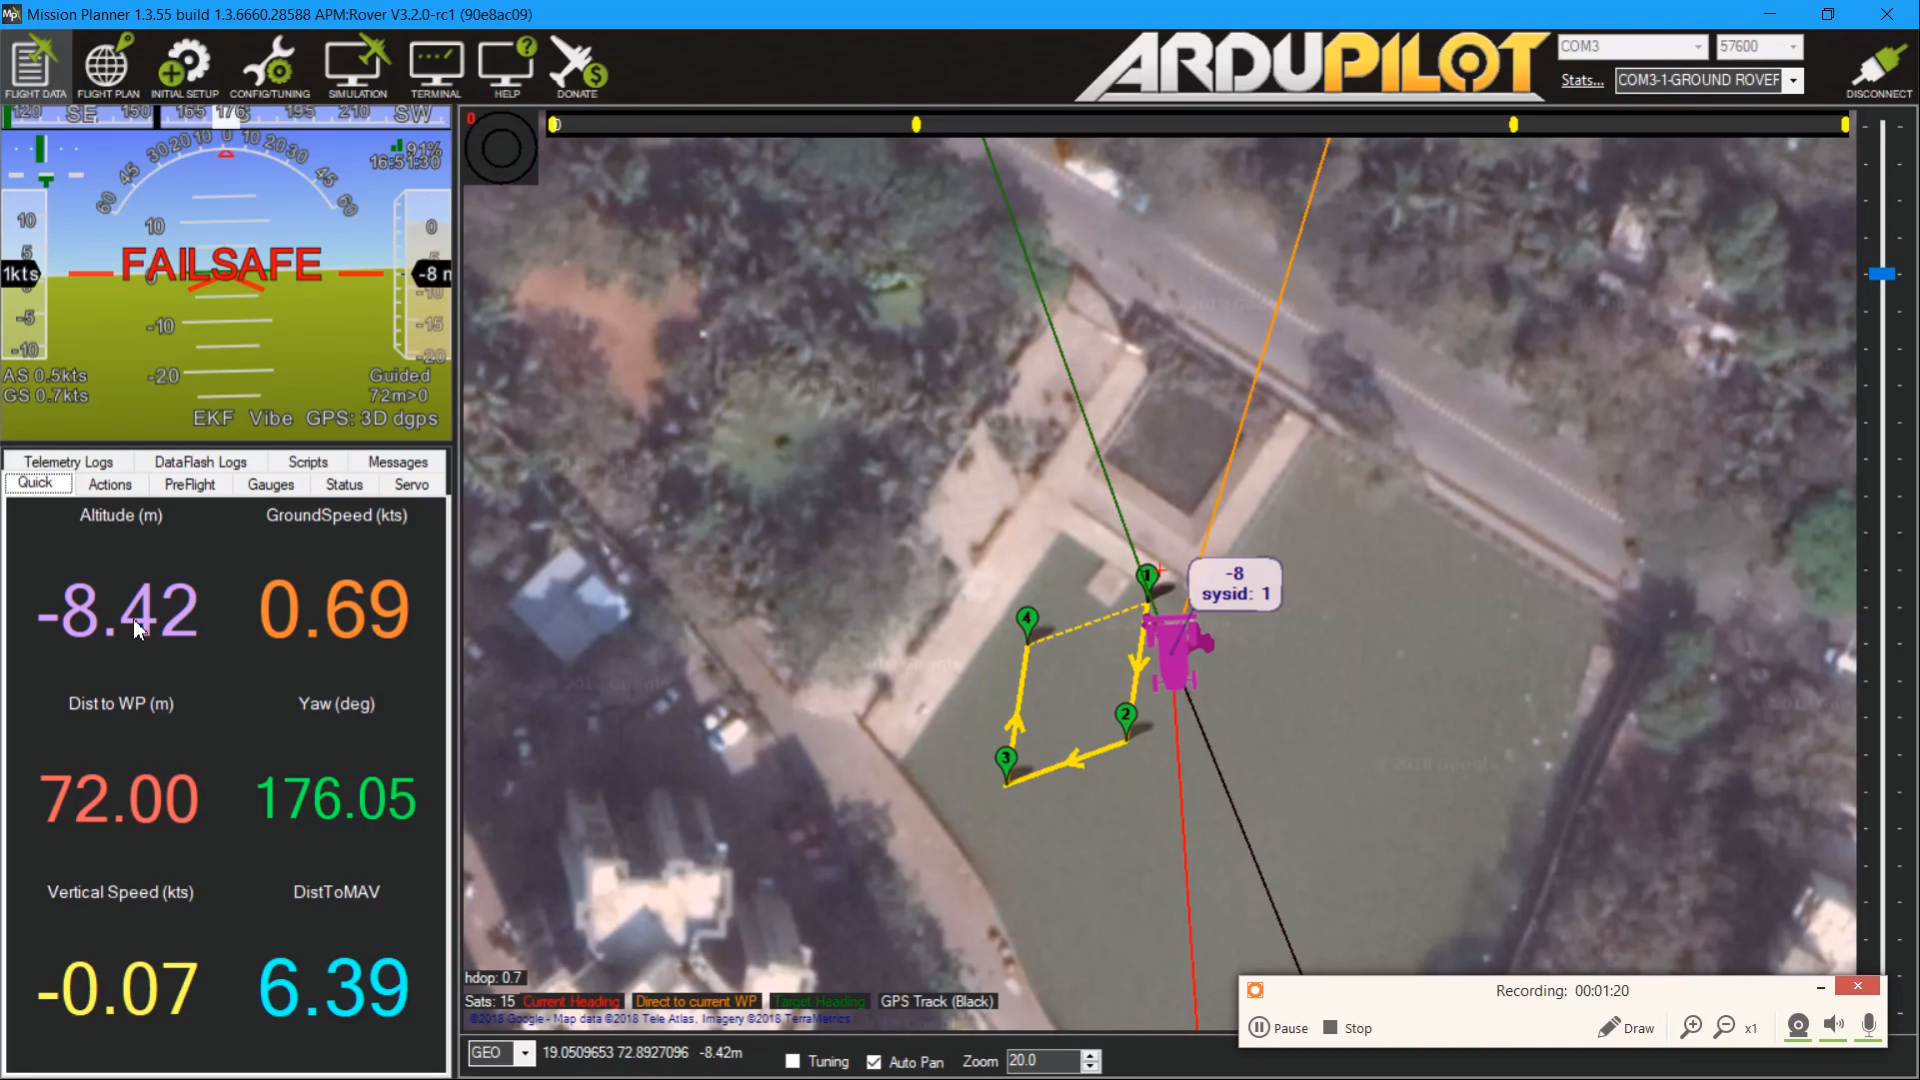 Mission Planner 1.3.55 build 1.3.6660.28588 APM:Rover V3.2.0-rc1 (90e8ac09)
FLIGHT DATA
FLIGHT PLAN
INITIAL SETUP
CONFIG/TUNING
SIMULATION
TERMINAL
HELP
DONATE
ARDUPILOT
COM3
57600
Stats...
COM3-1-GROUND ROVER
DISCONNECT
120 SE 150 165 176 195 210 SW
91%
16:51:30
60 45 30 20 10 0 10 20 30 45 60
FAILSAFE
10
5
1kts
-5
-10
10
0
-10
-20
0
-5
-8 m
-10
-15
-20
AS 0.5kts
GS 0.7kts
Guided
72m>0
EKF Vibe GPS: 3D dgps
Telemetry Logs DataFlash Logs Scripts Messages
Quick Actions PreFlight Gauges Status Servo
Altitude (m) GroundSpeed (kts)
-8.42 0.69
Dist to WP (m) Yaw (deg)
72.00 176.05
Vertical Speed (kts) DistToMAV
-0.07 6.39
0
1
4
2
3
-8
sysid: 1
hdop: 0.7
Sats: 15 Current Heading Direct to current WP Target Heading GPS Track (Black)
©2018 Google - Map data ©2018 Tele Atlas, Imagery ©2018 TerraMetrics
GEO 19.0509653 72.8927096 -8.42m Tuning Auto Pan Zoom 20.0
Recording: 00:01:20
Pause Stop Draw x1